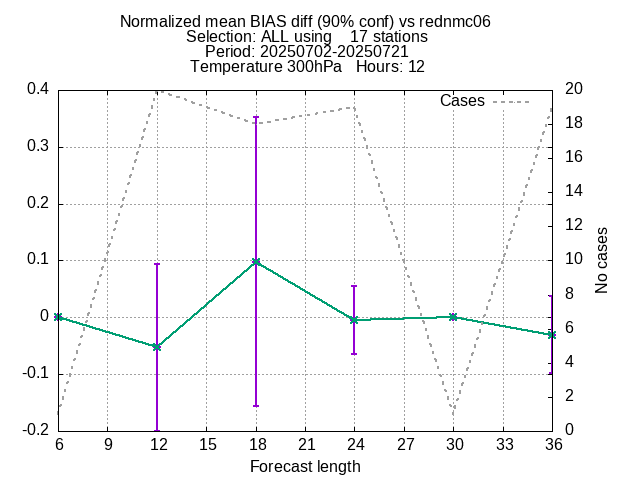 Normalized mean BIAS diff (90% conf) vs rednmc06
Selection: ALL using    17 stations
Period: 20250702-20250721
Temperature 300hPa   Hours: 12
Cases
0.4
0.3
0.2
0.1
0
-0.1
-0.2
20
18
16
14
12
10
8
6
4
2
0
No cases
6 9 12 15 18 21 24 27 30 33 36
Forecast length